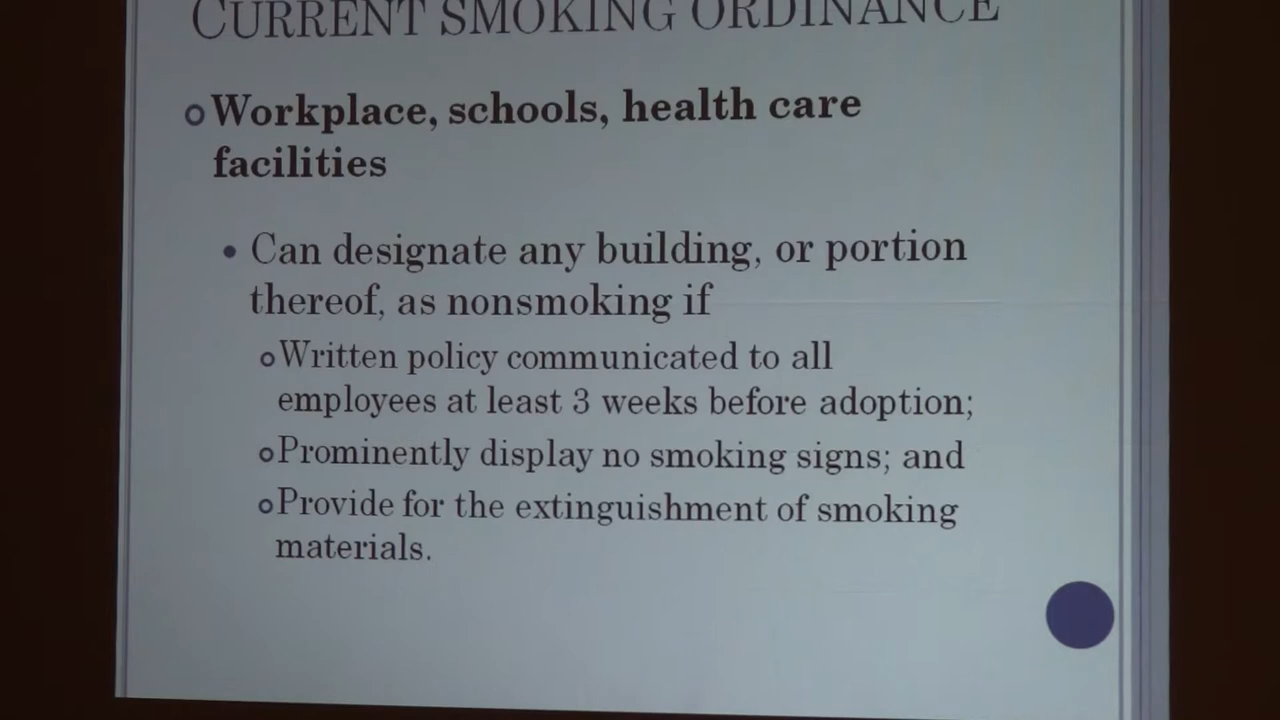 CURRENT SMOKING ORDINANCE
Workplace, schools, health care
facilities
Can designate any building, or portion
thereof, as nonsmoking if
Written policy communicated to all
employees at least 3 weeks before adoption;
Prominently display no smoking signs; and
Provide for the extinguishment of smoking
materials.